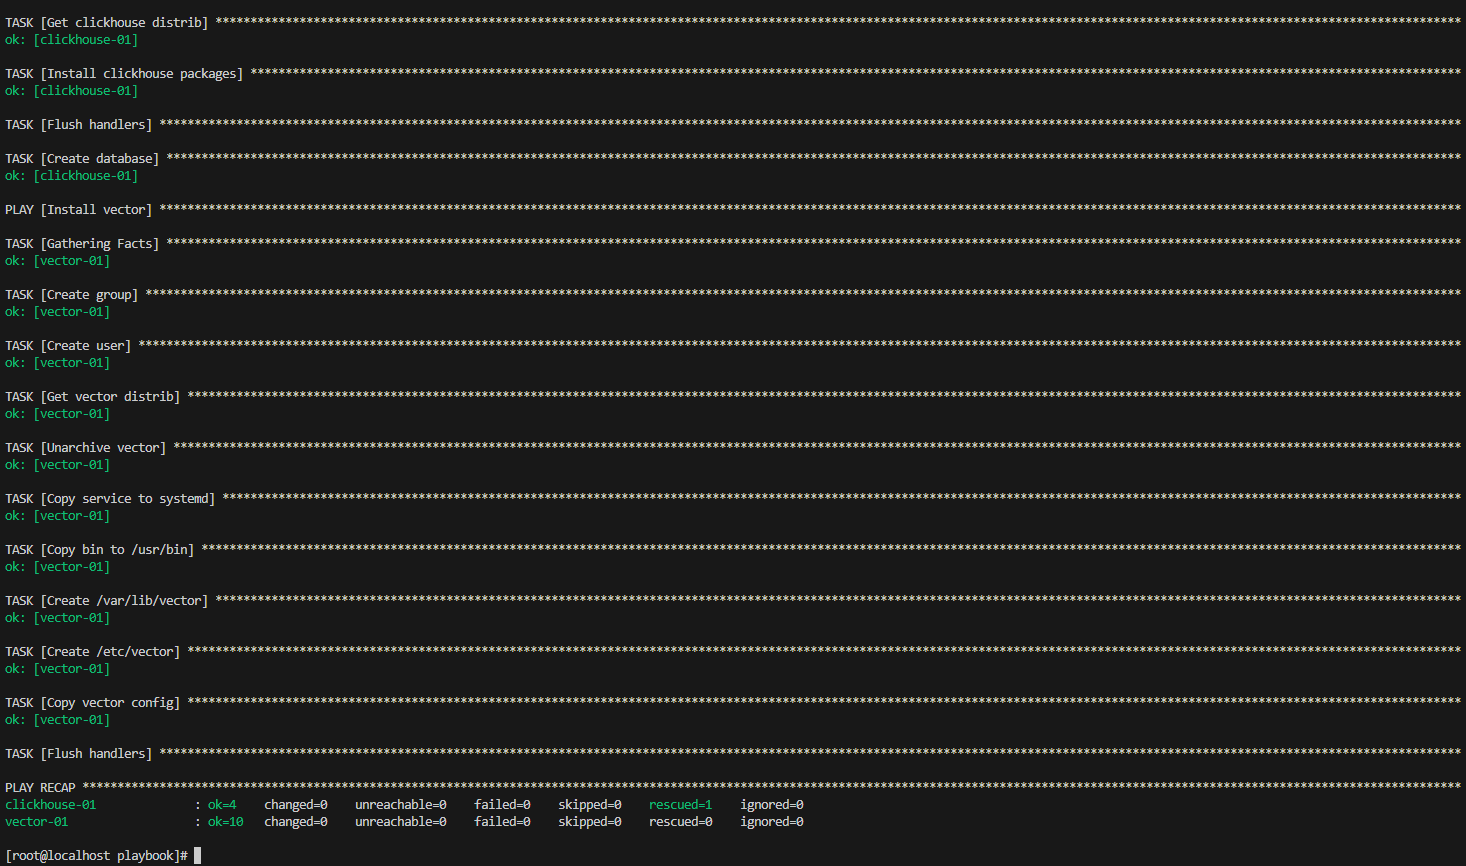 TASK [Get clickhouse distrib] **********************************************************************************************************************************************************************************
ok: [clickhouse-01]
TASK [Install clickhouse packages] *****************************************************************************************************************************************************************************
ok: [clickhouse-01]
TASK [Flush handlers] ******************************************************************************************************************************************************************************************
TASK [Create database] *****************************************************************************************************************************************************************************************
ok: [clickhouse-01]
PLAY [Install vector] ******************************************************************************************************************************************************************************************
TASK [Gathering Facts] *****************************************************************************************************************************************************************************************
ok: [vector-01]
TASK [Create group] ********************************************************************************************************************************************************************************************
ok: [vector-01]
TASK [Create user] *********************************************************************************************************************************************************************************************
ok: [vector-01]
TASK [Get vector distrib] **************************************************************************************************************************************************************************************
ok: [vector-01]
TASK [Unarchive vector] ****************************************************************************************************************************************************************************************
ok: [vector-01]
TASK [Copy service to systemd] *********************************************************************************************************************************************************************************
ok: [vector-01]
TASK [Copy bin to /usr/bin] ************************************************************************************************************************************************************************************
ok: [vector-01]
TASK [Create /var/lib/vector] **********************************************************************************************************************************************************************************
ok: [vector-01]
TASK [Create /etc/vector] **************************************************************************************************************************************************************************************
ok: [vector-01]
TASK [Copy vector config] **************************************************************************************************************************************************************************************
ok: [vector-01]
TASK [Flush handlers] ******************************************************************************************************************************************************************************************
PLAY RECAP *****************************************************************************************************************************************************************************************************
clickhouse-01              : ok=4    changed=0    unreachable=0    failed=0    skipped=0    rescued=1    ignored=0
vector-01                  : ok=10   changed=0    unreachable=0    failed=0    skipped=0    rescued=0    ignored=0
[root@localhost playbook]#